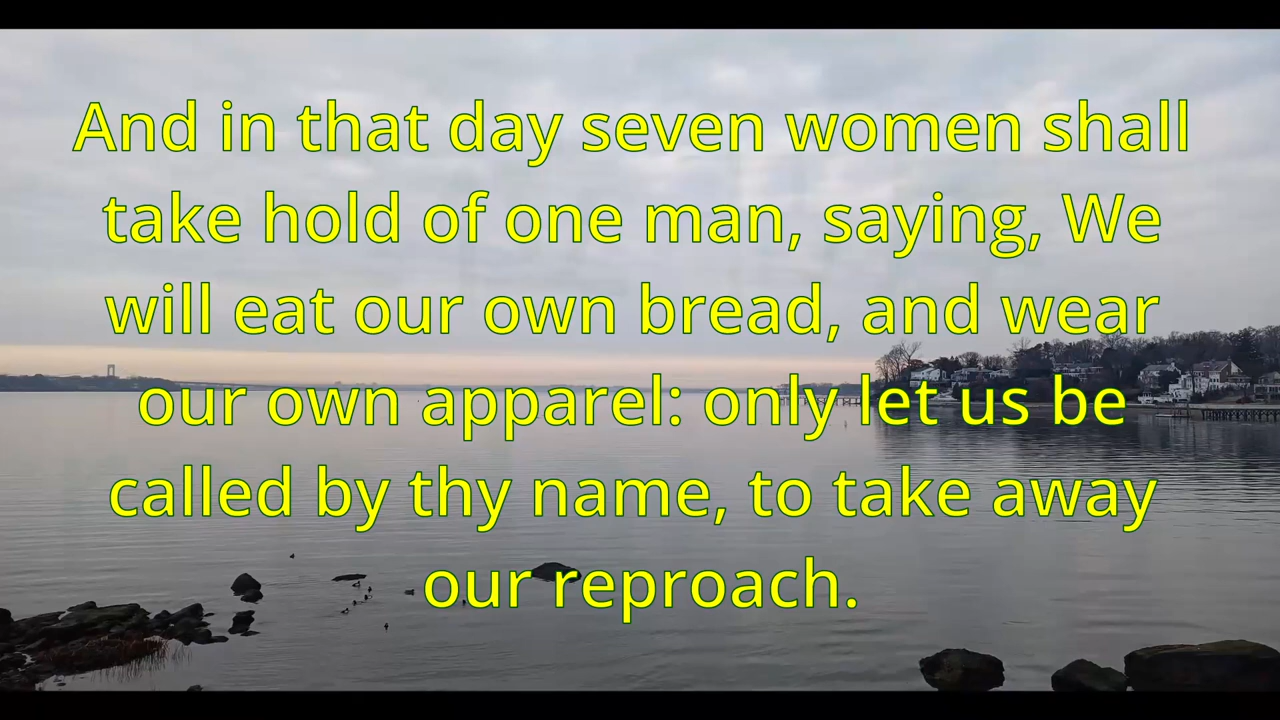 And in that day seven women shall
take hold of one man, saying, We
will eat our own bread, and wear
our own apparel: only let us be
called by thy name, to take away
our reproach.